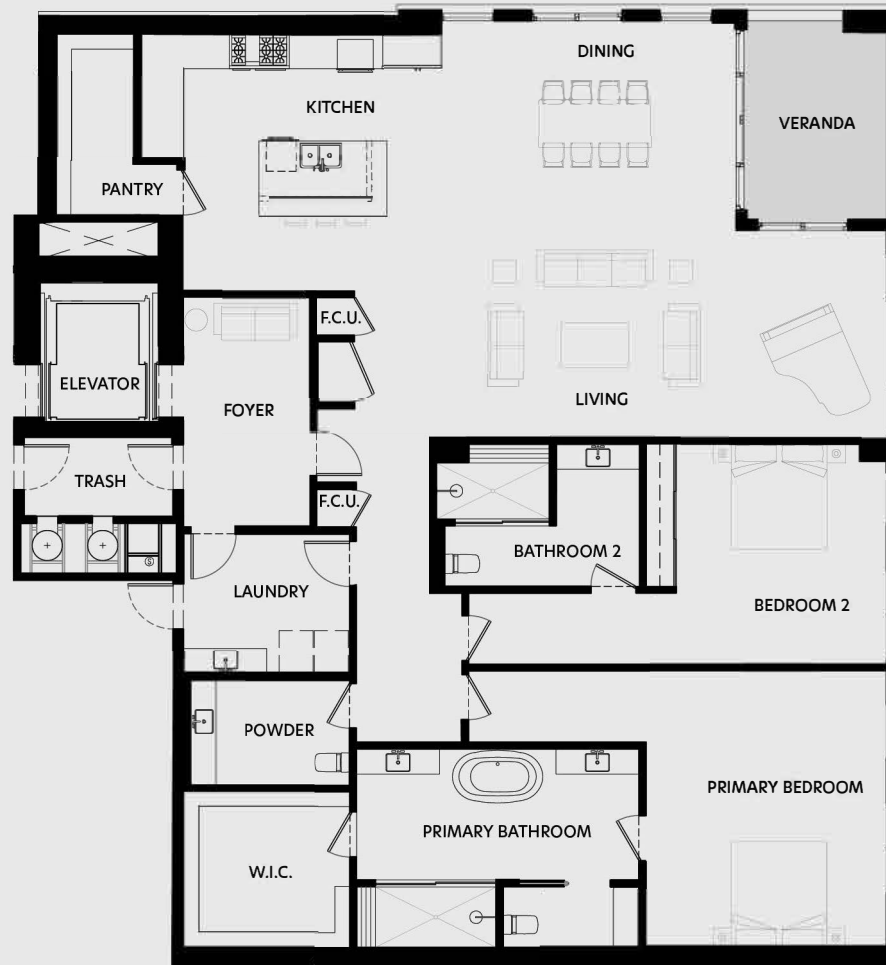 DINING
KITCHEN
VERANDA
PANTRY
F.C.U.
ELEVATOR
LIVING
FOYER
TRASH
F.C.U.
BATHROOM 2
S
LAUNDRY
BEDROOM 2
POWDER
PRIMARY BEDROOM
PRIMARY BATHROOM
W.I.C.